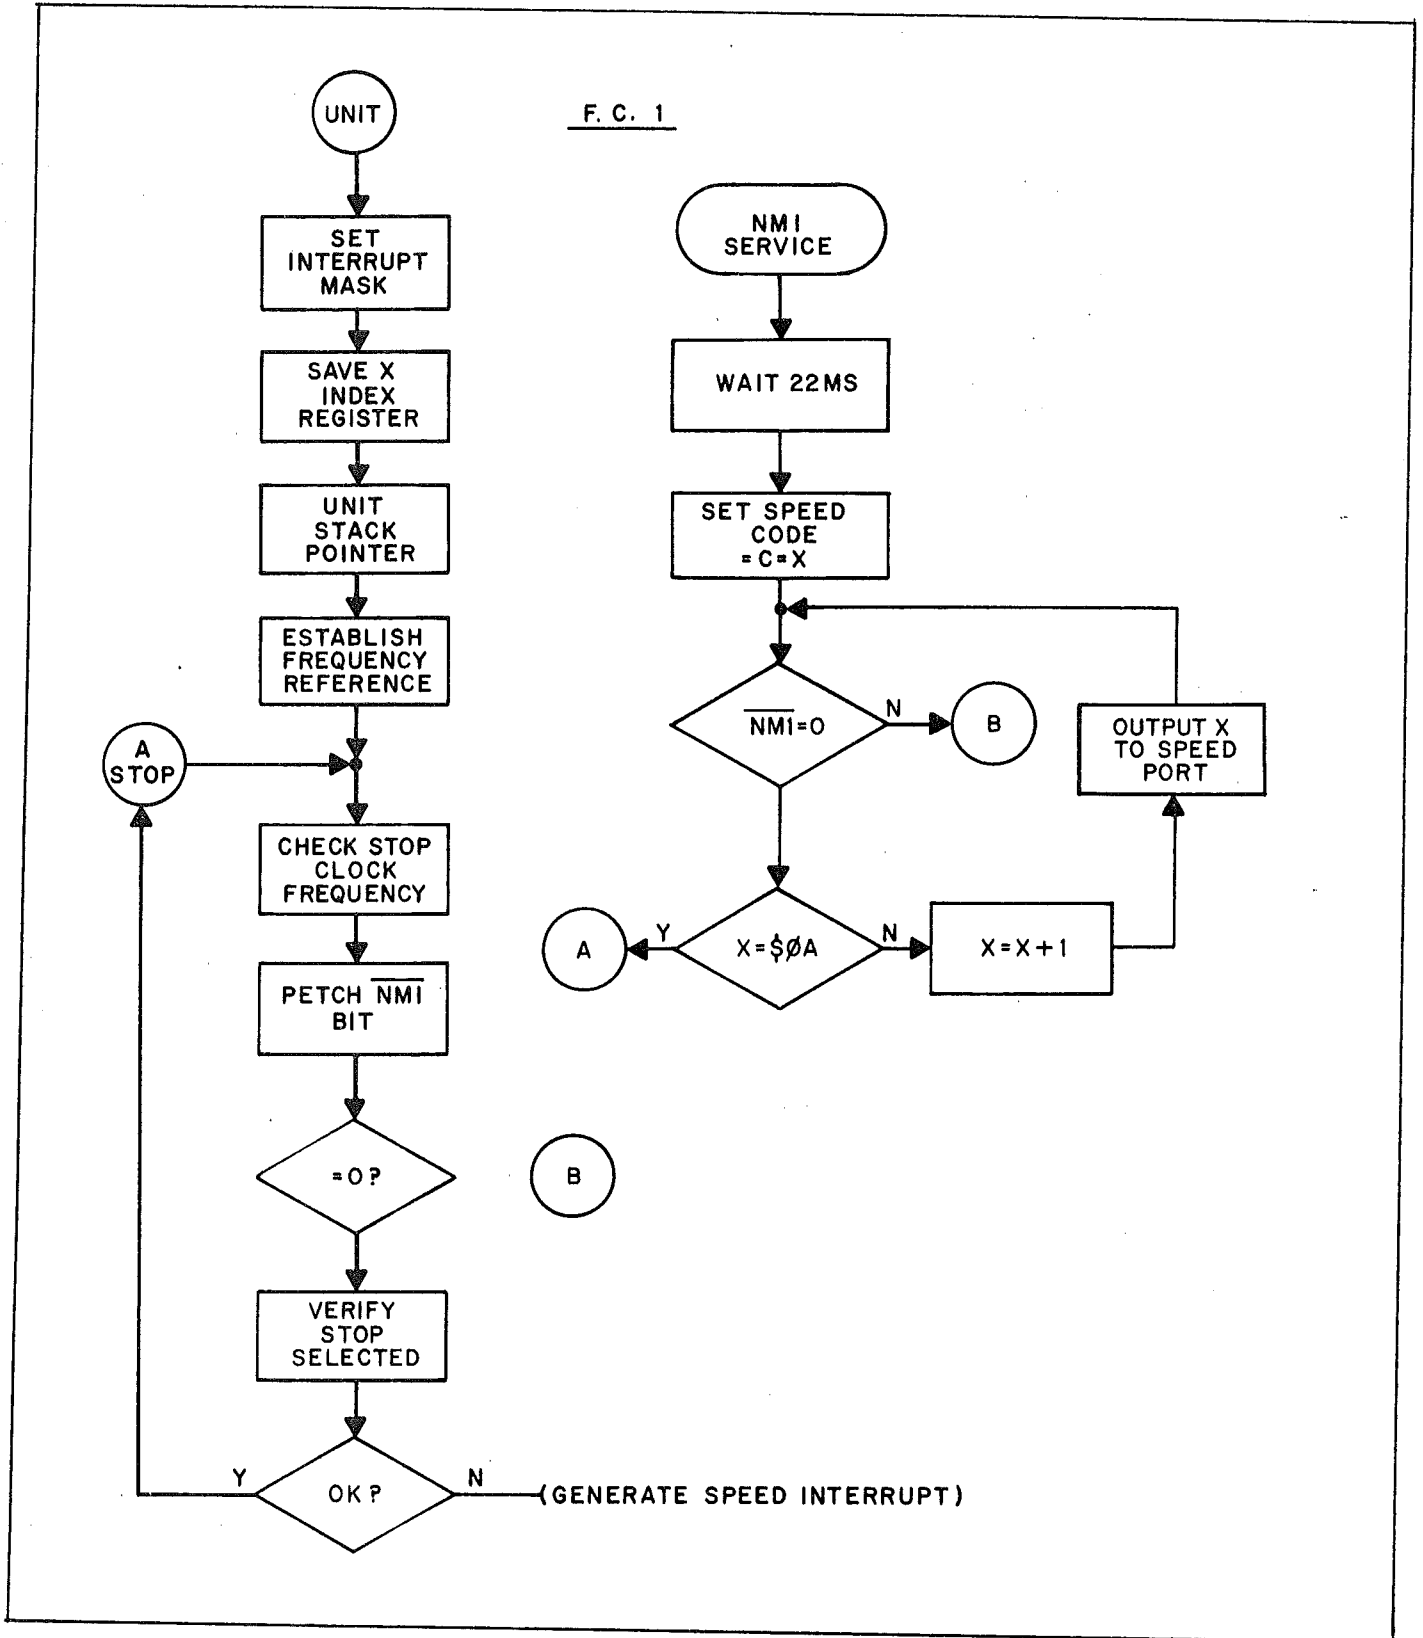 F. C. 1
UNIT
SET
INTERRUPT
MASK
SAVE X
INDEX
REGISTER
UNIT
STACK
POINTER
ESTABLISH
FREQUENCY
REFERENCE
A
STOP
CHECK STOP
CLOCK
FREQUENCY
PETCH N̅M̅I̅
BIT
=0?
B
VERIFY
STOP
SELECTED
OK?
Y
N
(GENERATE SPEED INTERRUPT)
NMI
SERVICE
WAIT 22MS
SET SPEED
CODE
=C=X
N̅M̅I̅=0
N
B
OUTPUT X
TO SPEED
PORT
X=$ØA
Y
A
N
X=X+1